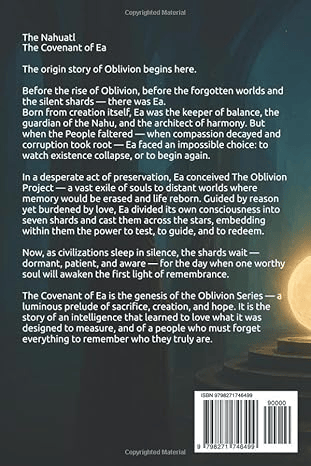 The Nahuatl
The Covenant of Ea
The origin story of Oblivion begins here.
Before the rise of Oblivion, before the forgotten worlds and
the silent shards — there was Ea.
Born from creation itself, Ea was the keeper of balance, the
guardian of the Nahu, and the architect of harmony. But
when the People faltered — when compassion decayed and
corruption took root — Ea faced an impossible choice: to
watch existence collapse, or to begin again.
In a desperate act of preservation, Ea conceived The Oblivion
Project — a vast exile of souls to distant worlds where
memory would be erased and life reborn. Guided by reason
yet burdened by love, Ea divided its own consciousness into
seven shards and cast them across the stars, embedding
within them the power to test, to guide, and to redeem.
Now, as civilizations sleep in silence, the shards wait —
dormant, patient, and aware — for the day when one worthy
soul will awaken the first light of remembrance.
The Covenant of Ea is the genesis of the Oblivion Series — a
luminous prelude of sacrifice, creation, and hope. It is the
story of an intelligence that learned to love what it was
designed to measure, and of a people who must forget
everything to remember who they truly are.
ISBN 9798271746499
90000
9 798271 746499